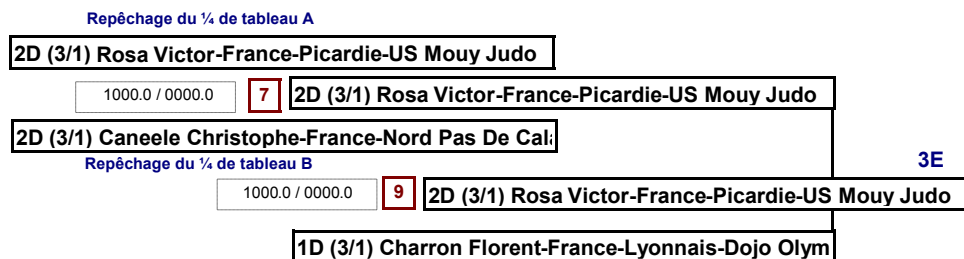 Repêchage du ¼ de tableau A
2D (3/1) Rosa Victor-France-Picardie-US Mouy Judo
1000.0 / 0000.0
7
2D (3/1) Rosa Victor-France-Picardie-US Mouy Judo
2D (3/1) Caneele Christophe-France-Nord Pas De Cal
Repêchage du ¼ de tableau B
3E
1000.0 / 0000.0
9
2D (3/1) Rosa Victor-France-Picardie-US Mouy Judo
1D (3/1) Charron Florent-France-Lyonnais-Dojo Olym